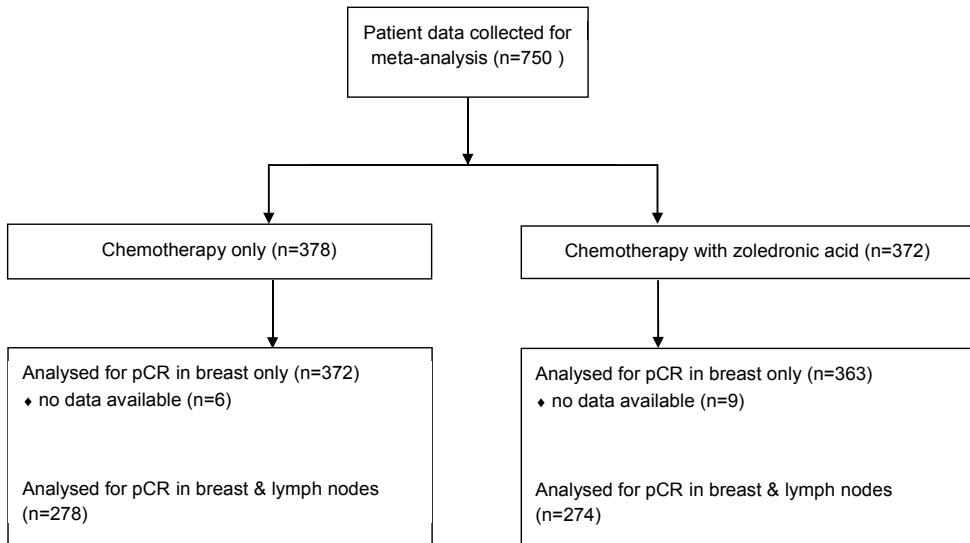 Patient data collected for
meta-analysis (n=750 )
Chemotherapy only (n=378)
Chemotherapy with zoledronic acid (n=372)
Analysed for pCR in breast only (n=372)
♦ no data available (n=6)
Analysed for pCR in breast & lymph nodes
(n=278)
Analysed for pCR in breast only (n=363)
♦ no data available (n=9)
Analysed for pCR in breast & lymph nodes
(n=274)